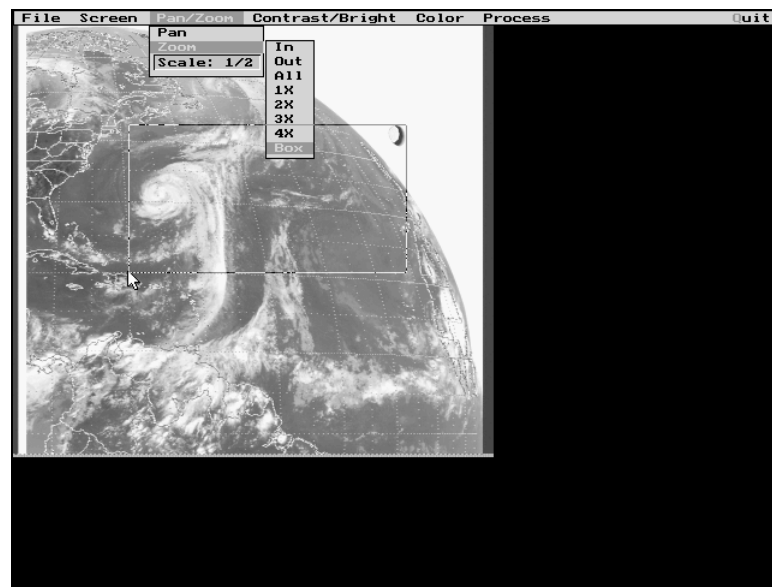 File Screen Pan/Zoom Contrast/Bright Color Process Quit
Pan
Zoom
Scale: 1/2
In
Out
All
1X
2X
3X
4X
Box